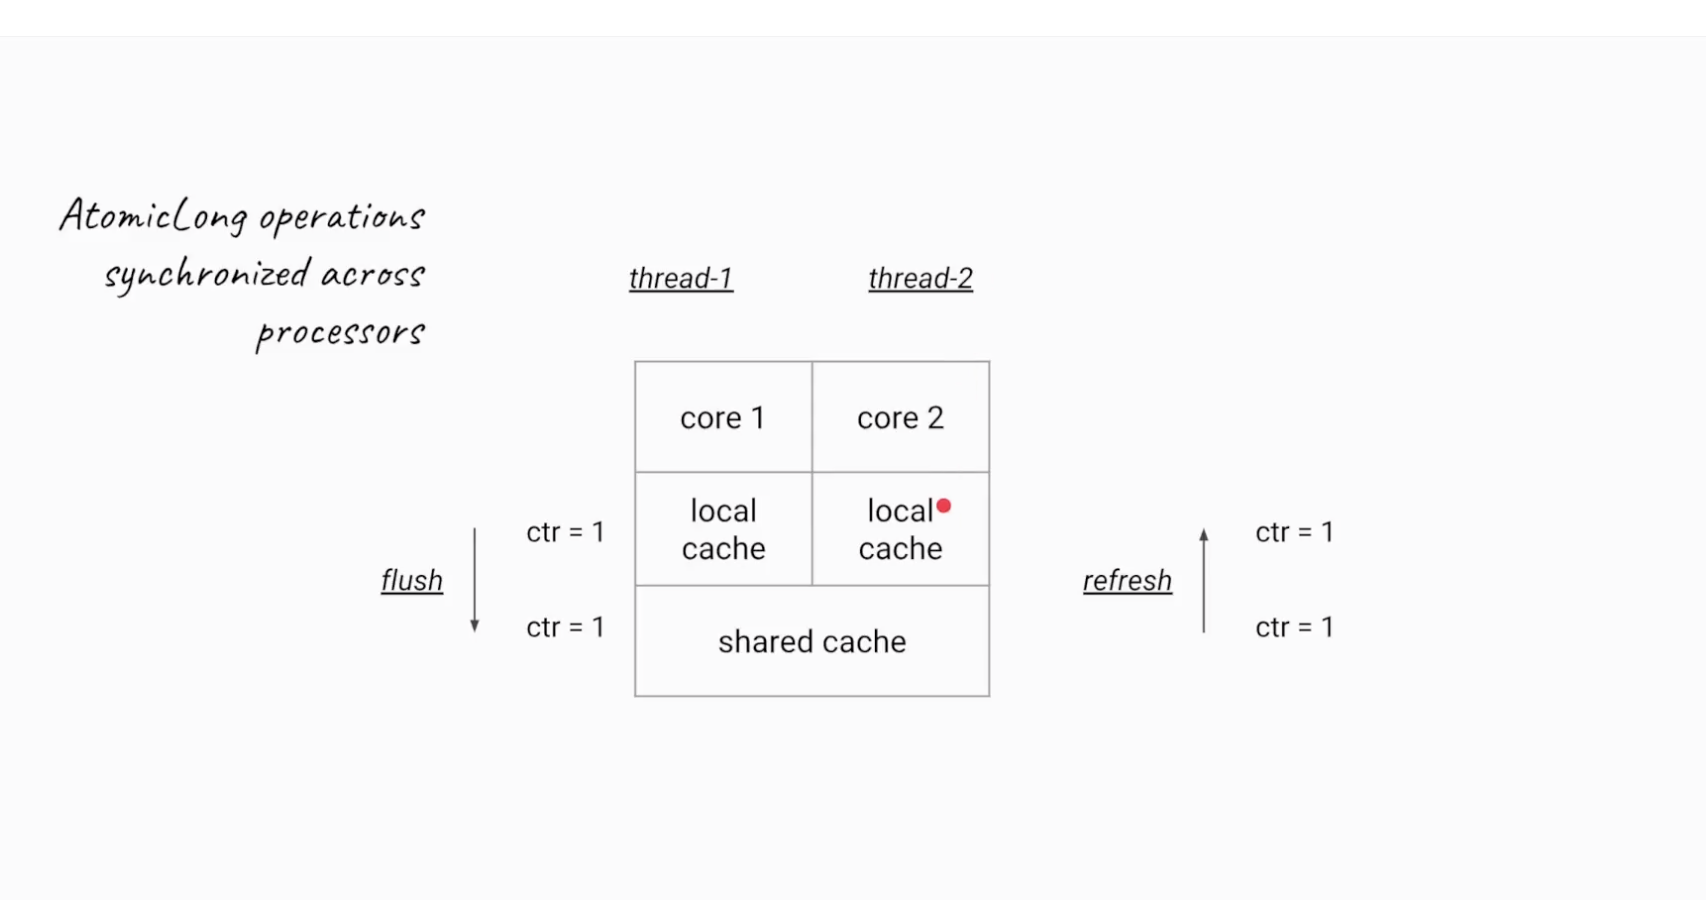 AtomicLong operations
synchronized across
processors
thread-1
thread-2
core 1
core 2
local
cache
local
cache
ctr = 1
flush
ctr = 1
shared cache
ctr = 1
refresh
ctr = 1